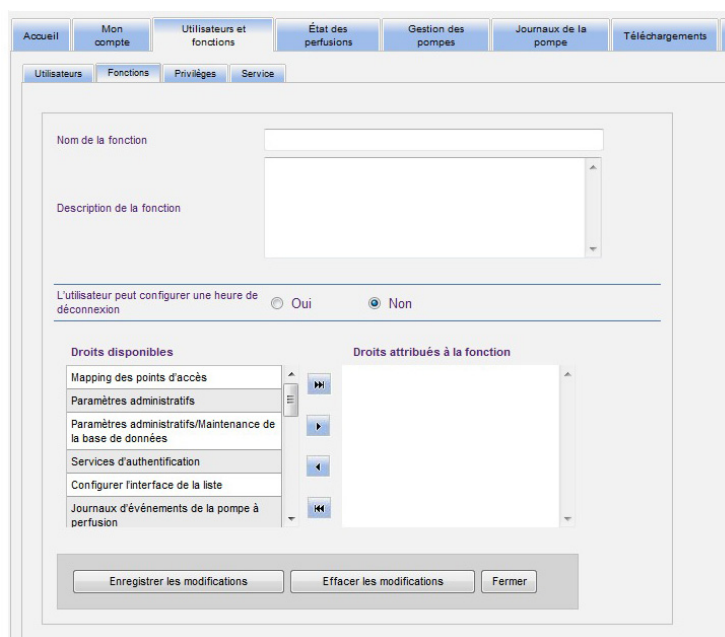 Accueil
Mon
compte
Utilisateurs et
fonctions
État des
perfusions
Gestion des
pompes
Journaux de la
pompe
Téléchargements
Utilisateurs
Fonctions
Privilèges
Service
Nom de la fonction
Description de la fonction
L'utilisateur peut configurer une heure de
déconnexion
Oui
Non
Droits disponibles
Droits attribués à la fonction
Mapping des points d'accès
Paramètres administratifs
Paramètres administratifs/Maintenance de
la base de données
Services d'authentification
Configurer l'interface de la liste
Journaux d'événements de la pompe à
perfusion
Enregistrer les modifications
Effacer les modifications
Fermer